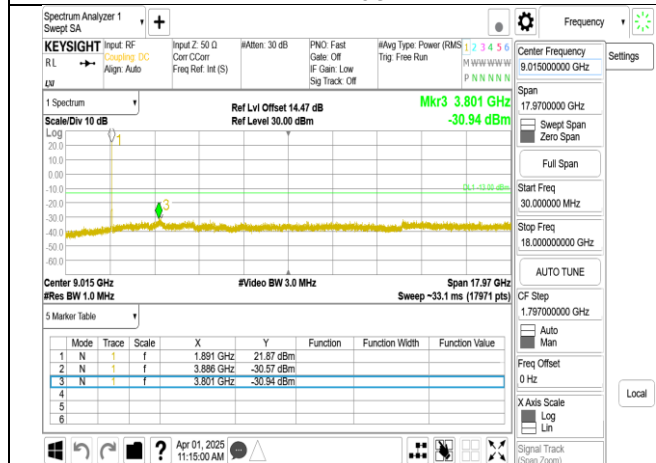 Spectrum Analyzer 1
Swept SA
Frequency
KEYSIGHT
RL
Input: RF
Coupling: DC
Align: Auto
Input Z: 50 Ω
Corr CCorr
Freq Ref: Int (S)
#Atten: 30 dB
PNO: Fast
Gate: Off
IF Gain: Low
Sig Track: Off
#Avg Type: Power (RMS
Trig: Free Run
1 2 3 4 5 6
M W W W W W
P N N N N N
LXI
1 Spectrum
Scale/Div 10 dB
Ref Lvl Offset 14.47 dB
Ref Level 30.00 dBm
Mkr3 3.801 GHz
-30.94 dBm
Log
20.0
10.0
0.00
-10.0
-20.0
-30.0
-40.0
-50.0
-60.0
1
3
DL1 -13.00 dBm
Center 9.015 GHz
#Res BW 1.0 MHz
#Video BW 3.0 MHz
Span 17.97 GHz
Sweep ~33.1 ms (17971 pts)
5 Marker Table
Mode Trace Scale X Y Function Function Width Function Value
1 N 1 f 1.891 GHz 21.87 dBm
2 N 1 f 3.886 GHz -30.57 dBm
3 N 1 f 3.801 GHz -30.94 dBm
4
5
6
Apr 01, 2025
11:15:00 AM
Center Frequency
9.015000000 GHz
Settings
Span
17.9700000 GHz
Swept Span
Zero Span
Full Span
Start Freq
30.000000 MHz
Stop Freq
18.00000000 GHz
AUTO TUNE
CF Step
1.797000000 GHz
Auto
Man
Freq Offset
0 Hz
X Axis Scale
Log
Lin
Local
Signal Track
(Span Zoom)